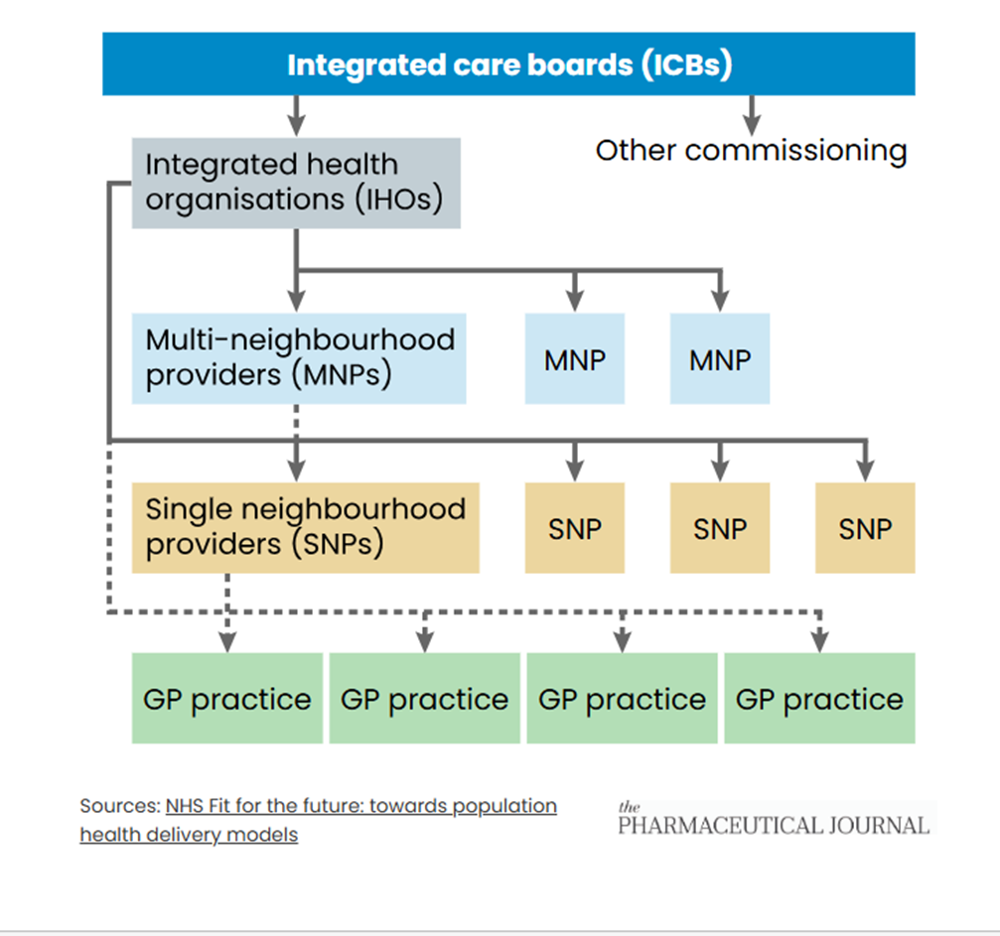 Integrated care boards (ICBs)
Integrated health
organisations (IHOs)
Other commissioning
Multi-neighbourhood
providers (MNPs)
MNP
MNP
Single neighbourhood
providers (SNPs)
SNP
SNP
SNP
GP practice
GP practice
GP practice
GP practice
Sources: NHS Fit for the future: towards population
health delivery models
the
PHARMACEUTICAL JOURNAL